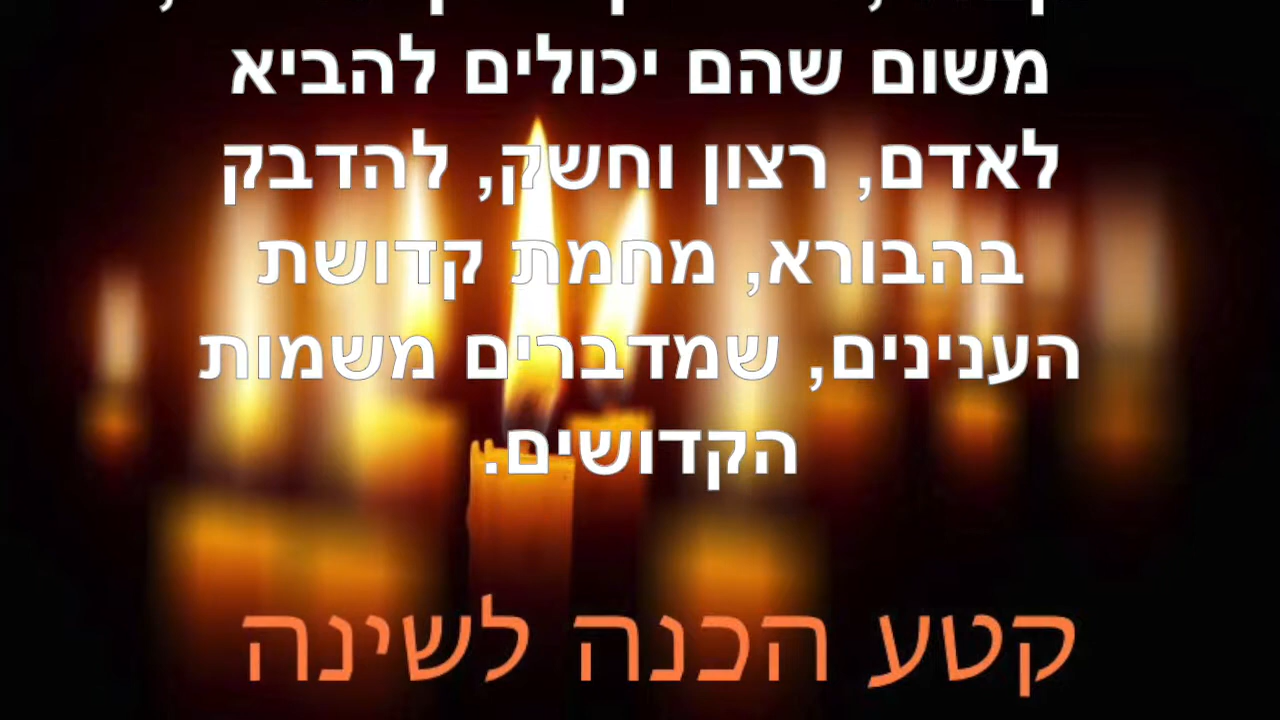 משום שהם יכולים להביא
לאדם, רצון וחשק, להדבק
בהבורא, מחמת קדושת
הענינים, שמדברים משמות
הקדושים.
קטע הכנה לשינה